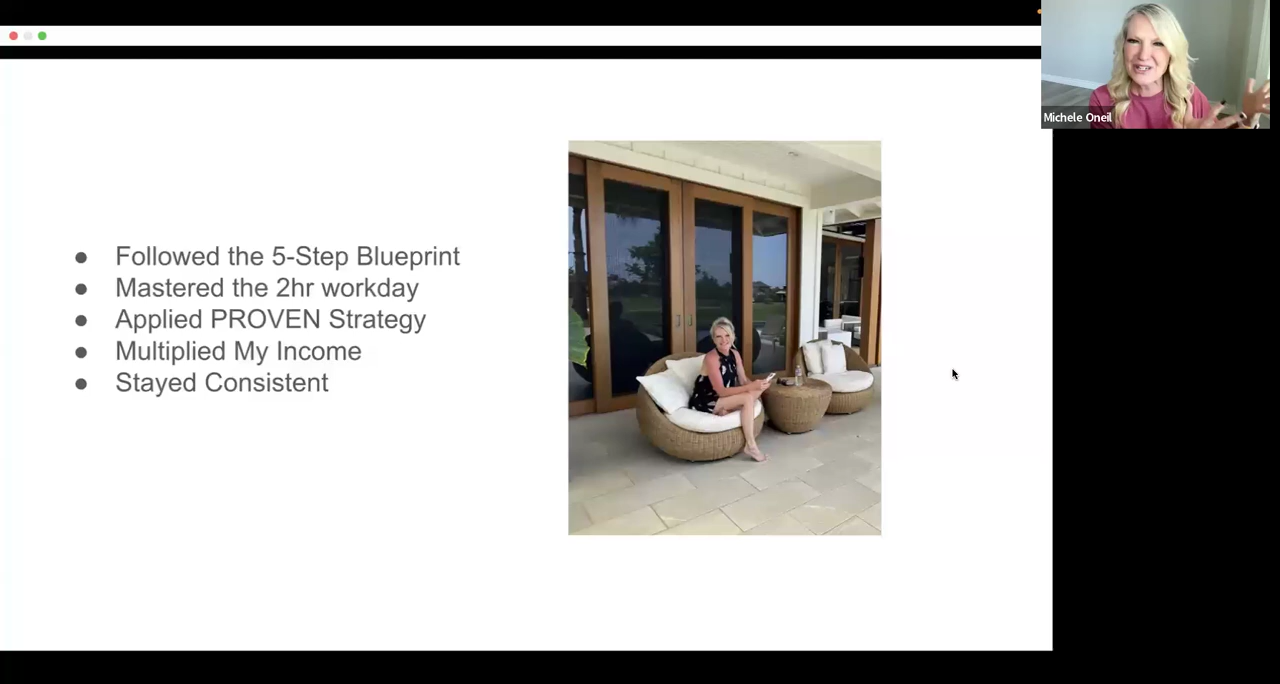 Michele Oneil
● Followed the 5-Step Blueprint
● Mastered the 2hr workday
● Applied PROVEN Strategy
● Multiplied My Income
● Stayed Consistent